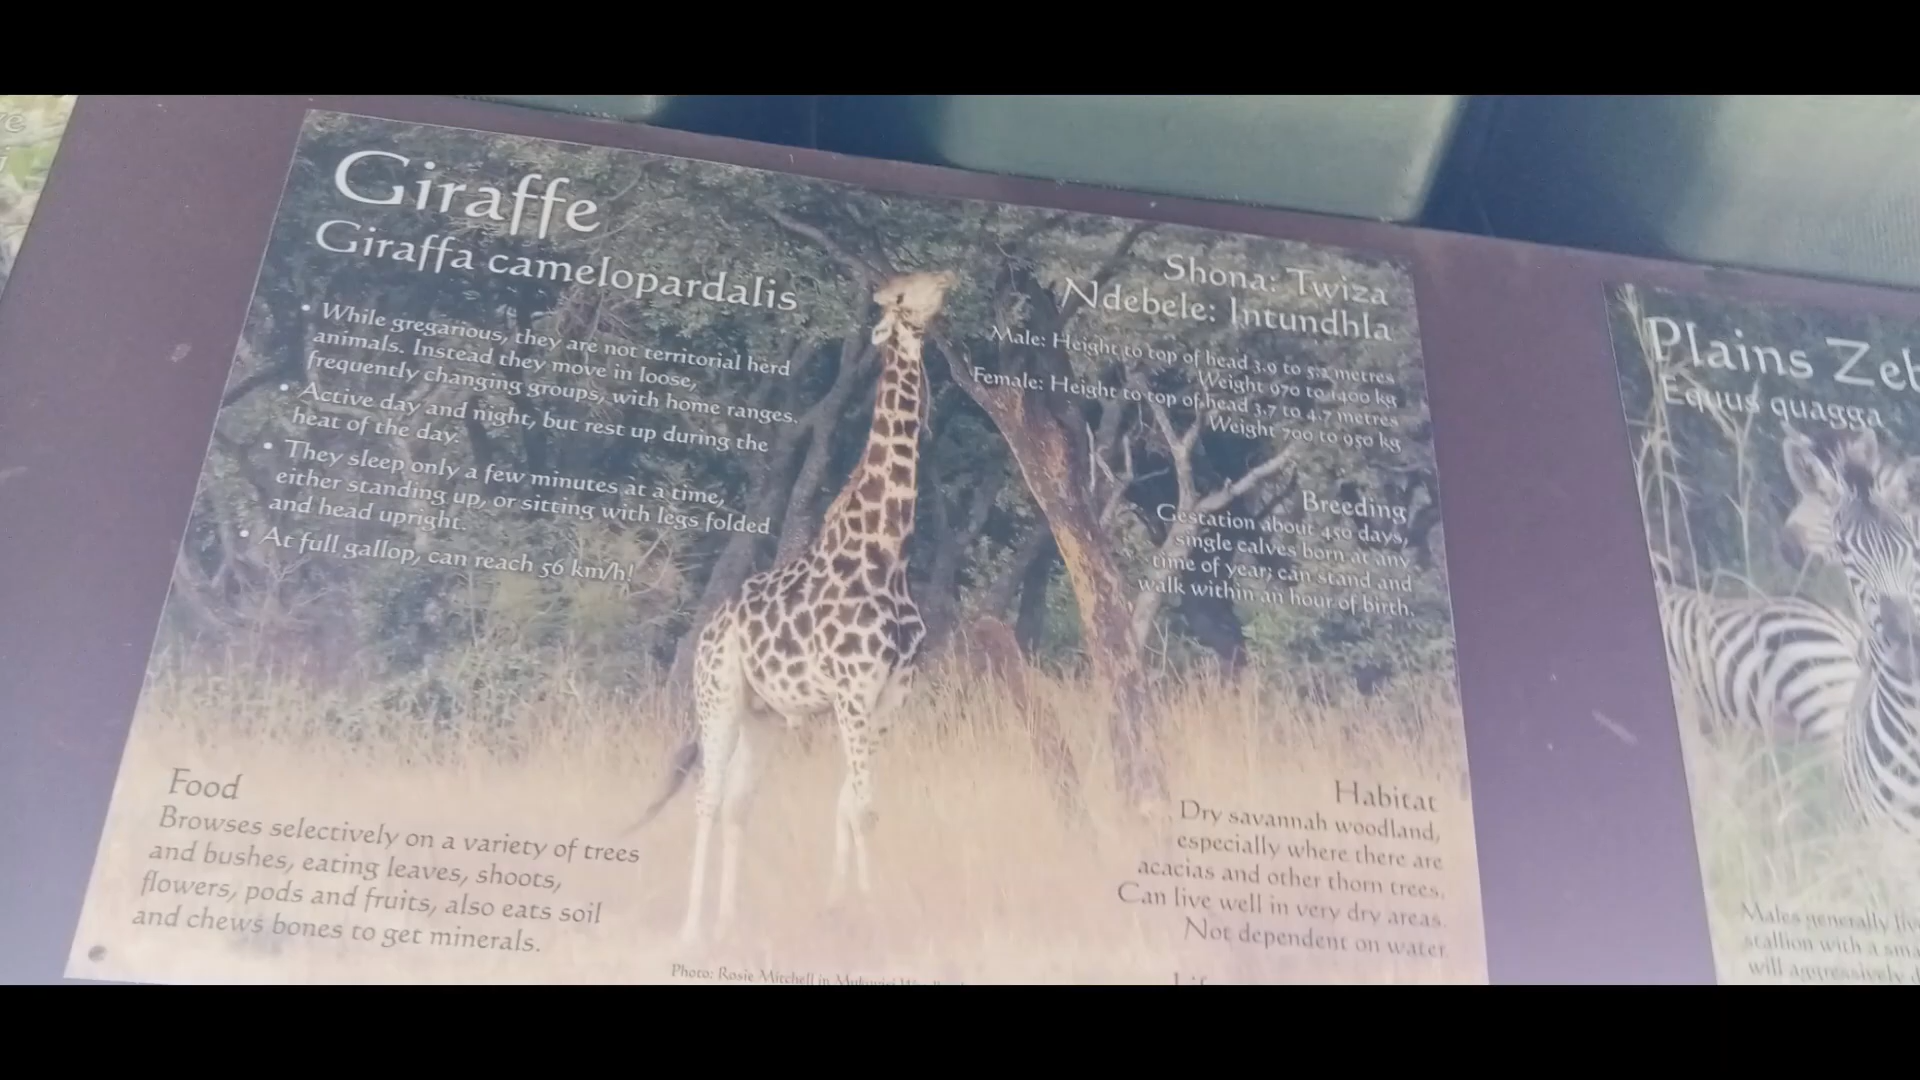 Giraffe
Giraffa camelopardalis
• While gregarious, they are not territorial herd
animals. Instead they move in loose,
frequently changing groups, with home ranges.
• Active day and night, but rest up during the
heat of the day.
• They sleep only a few minutes at a time,
either standing up, or sitting with legs folded
and head upright.
• At full gallop, can reach 56 km/h!
Shona: Twiza
Ndebele: Intundhla
Male: Height to top of head 3.9 to 5.2 metres
Weight 970 to 1400 kg
Female: Height to top of head 3.7 to 4.7 metres
Weight 700 to 950 kg
Breeding
Gestation about 450 days,
single calves born at any
time of year; can stand and
walk within an hour of birth.
Food
Browses selectively on a variety of trees
and bushes, eating leaves, shoots,
flowers, pods and fruits, also eats soil
and chews bones to get minerals.
Habitat
Dry savannah woodland,
especially where there are
acacias and other thorn trees.
Can live well in very dry areas.
Not dependent on water.
Photo: Rosie Mitchell in
Plains Zeb
Equus quagga
Males generally liv
stallion with a sma
will aggressively d